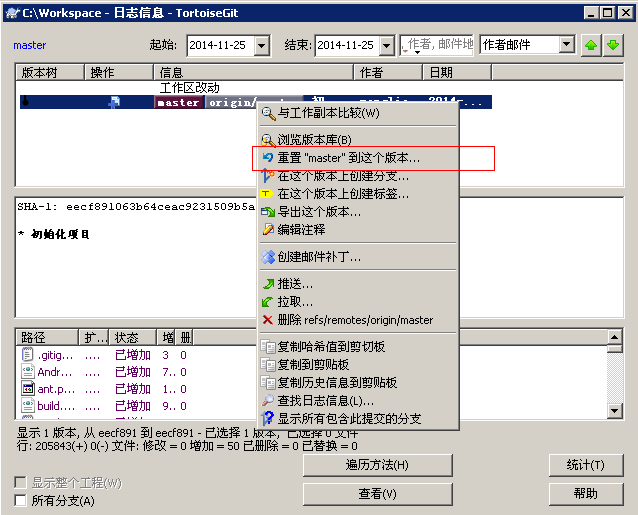 C:\Workspace - 日志信息 - TortoiseGit
master 起始: 2014-11-25 结束: 2014-11-25 作者, 邮件地 作者邮件
版本树 操作 信息 作者 日期
工作区改动
master origin/ 初
与工作副本比较(W)
浏览版本库(B)
重置 "master" 到这个版本...
在这个版本上创建分支...
在这个版本上创建标签...
导出这个版本...
编辑注释
创建邮件补丁...
推送...
拉取...
删除 refs/remotes/origin/master
复制哈希值到剪切板
复制到剪贴板
复制历史信息到剪贴板
查找日志信息(L)...
显示所有包含此提交的分支
SHA-1: eecf891063b64ceac9231509b5a
* 初始化项目
路径 扩... 状态 增 册
.gitig... .... 已增加 3 0
Andr... .... 已增加 7.. 0
ant.p... .... 已增加 1.. 0
build.... .... 已增加 9.. 0
显示 1 版本, 从 eecf891 到 eecf891 - 已选择 1 版本, 已选择 0 文件
行: 205843(+) 0(-) 文件: 修改 = 0 增加 = 50 已删除 = 0 已替换 = 0
显示整个工程(W)
所有分支(A)
遍历方法(H)
统计(T)
查看(V)
帮助